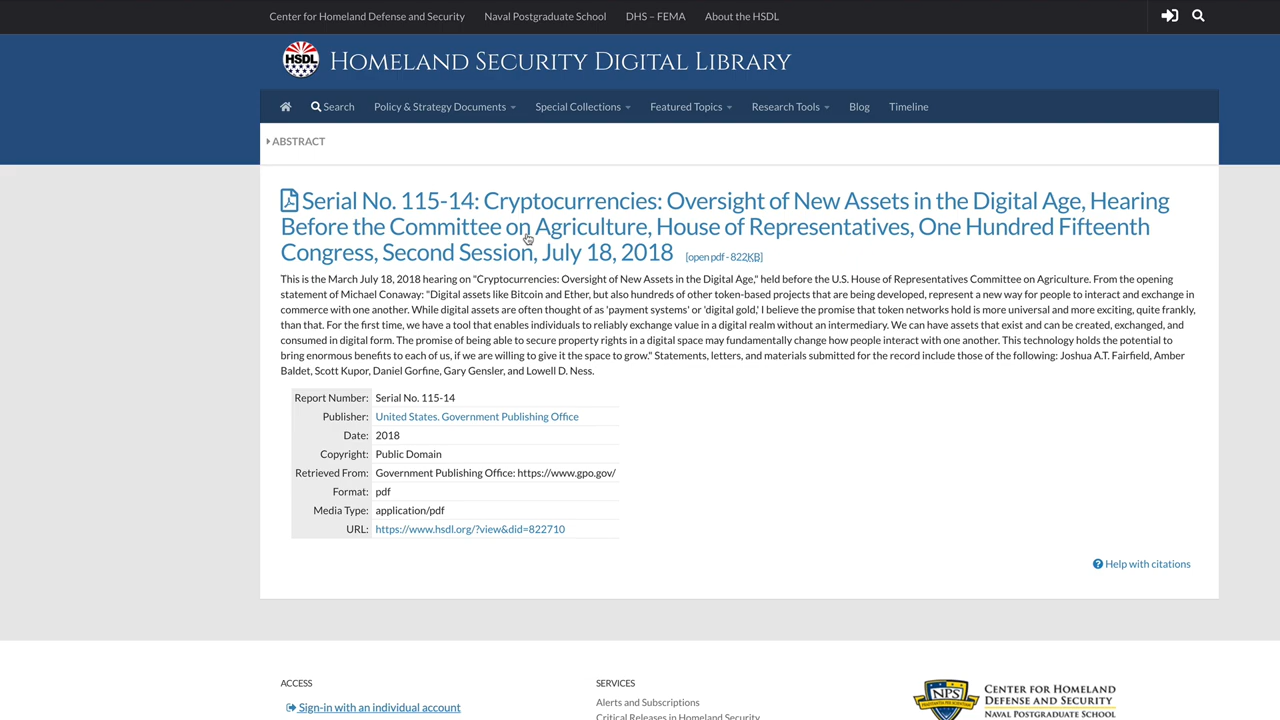 Center for Homeland Defense and Security Naval Postgraduate School DHS – FEMA About the HSDL
HSDL HOMELAND SECURITY DIGITAL LIBRARY
Search Policy & Strategy Documents Special Collections Featured Topics Research Tools Blog Timeline
ABSTRACT
Serial No. 115-14: Cryptocurrencies: Oversight of New Assets in the Digital Age, Hearing
Before the Committee on Agriculture, House of Representatives, One Hundred Fifteenth
Congress, Second Session, July 18, 2018 [open pdf - 822KB]
This is the March July 18, 2018 hearing on "Cryptocurrencies: Oversight of New Assets in the Digital Age," held before the U.S. House of Representatives Committee on Agriculture. From the opening
statement of Michael Conaway: "Digital assets like Bitcoin and Ether, but also hundreds of other token-based projects that are being developed, represent a new way for people to interact and exchange in
commerce with one another. While digital assets are often thought of as 'payment systems' or 'digital gold,' I believe the promise that token networks hold is more universal and more exciting, quite frankly,
than that. For the first time, we have a tool that enables individuals to reliably exchange value in a digital realm without an intermediary. We can have assets that exist and can be created, exchanged, and
consumed in digital form. The promise of being able to secure property rights in a digital space may fundamentally change how people interact with one another. This technology holds the potential to
bring enormous benefits to each of us, if we are willing to give it the space to grow." Statements, letters, and materials submitted for the record include those of the following: Joshua A.T. Fairfield, Amber
Baldet, Scott Kupor, Daniel Gorfine, Gary Gensler, and Lowell D. Ness.
Report Number: Serial No. 115-14
Publisher: United States. Government Publishing Office
Date: 2018
Copyright: Public Domain
Retrieved From: Government Publishing Office: https://www.gpo.gov/
Format: pdf
Media Type: application/pdf
URL: https://www.hsdl.org/?view&did=822710
Help with citations
ACCESS
Sign-in with an individual account
SERVICES
Alerts and Subscriptions
Critical Releases in Homeland Security
NPS
CENTER FOR HOMELAND
DEFENSE AND SECURITY
NAVAL POSTGRADUATE SCHOOL